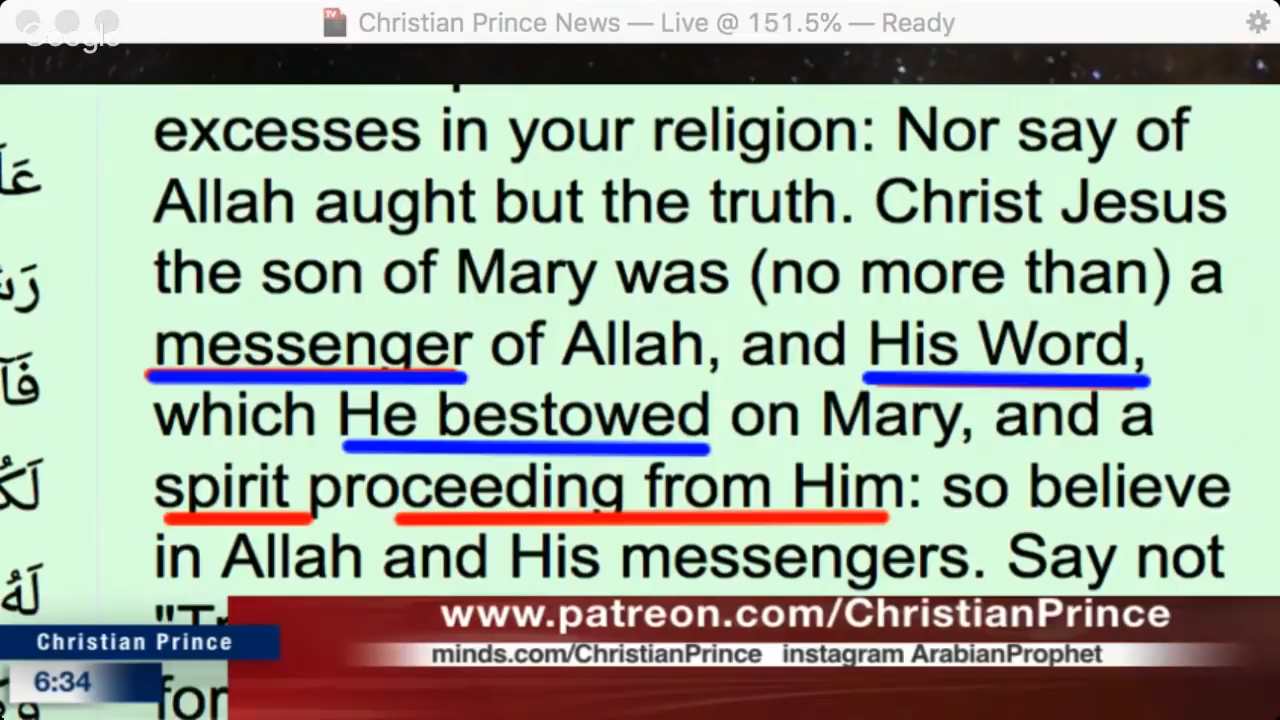 Christian Prince News — Live @ 151.5% — Ready
Google
excesses in your religion: Nor say of
Allah aught but the truth. Christ Jesus
the son of Mary was (no more than) a
messenger of Allah, and His Word,
which He bestowed on Mary, and a
spirit proceeding from Him: so believe
in Allah and His messengers. Say not
for
www.patreon.com/ChristianPrince
Christian Prince
minds.com/ChristianPrince instagram ArabianProphet
6:34